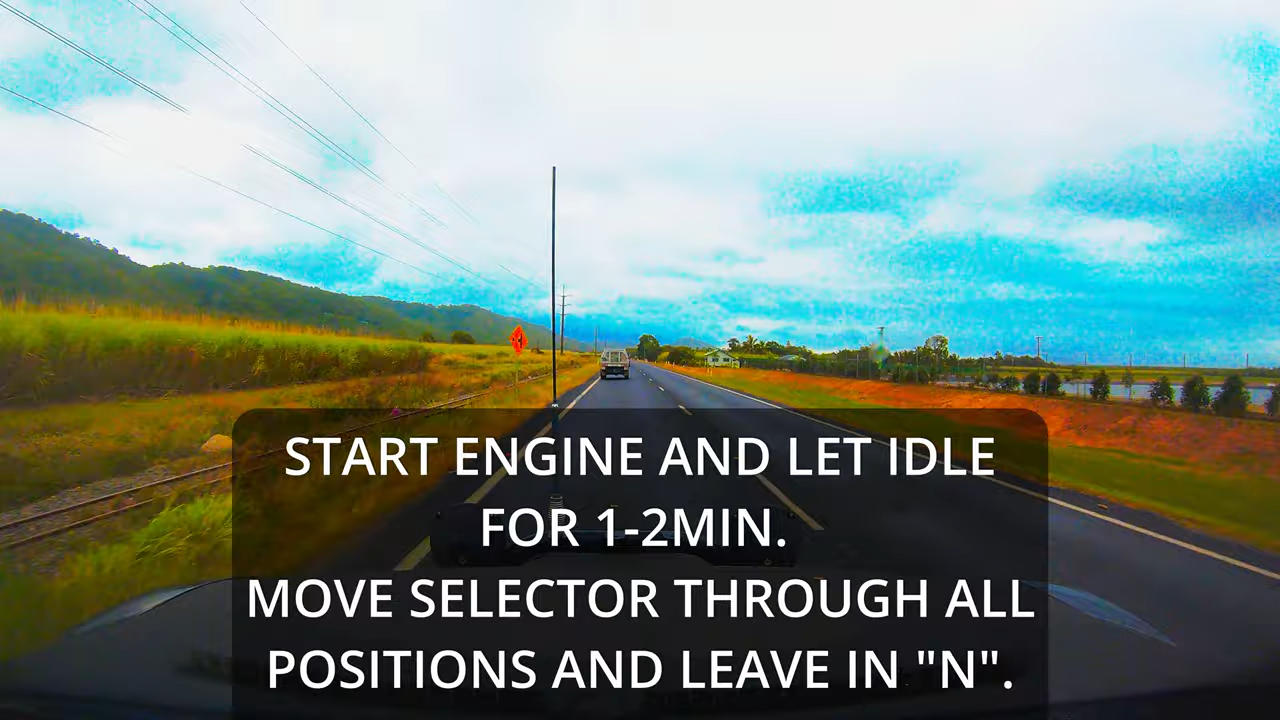 START ENGINE AND LET IDLE
FOR 1-2MIN.
MOVE SELECTOR THROUGH ALL
POSITIONS AND LEAVE IN "N".